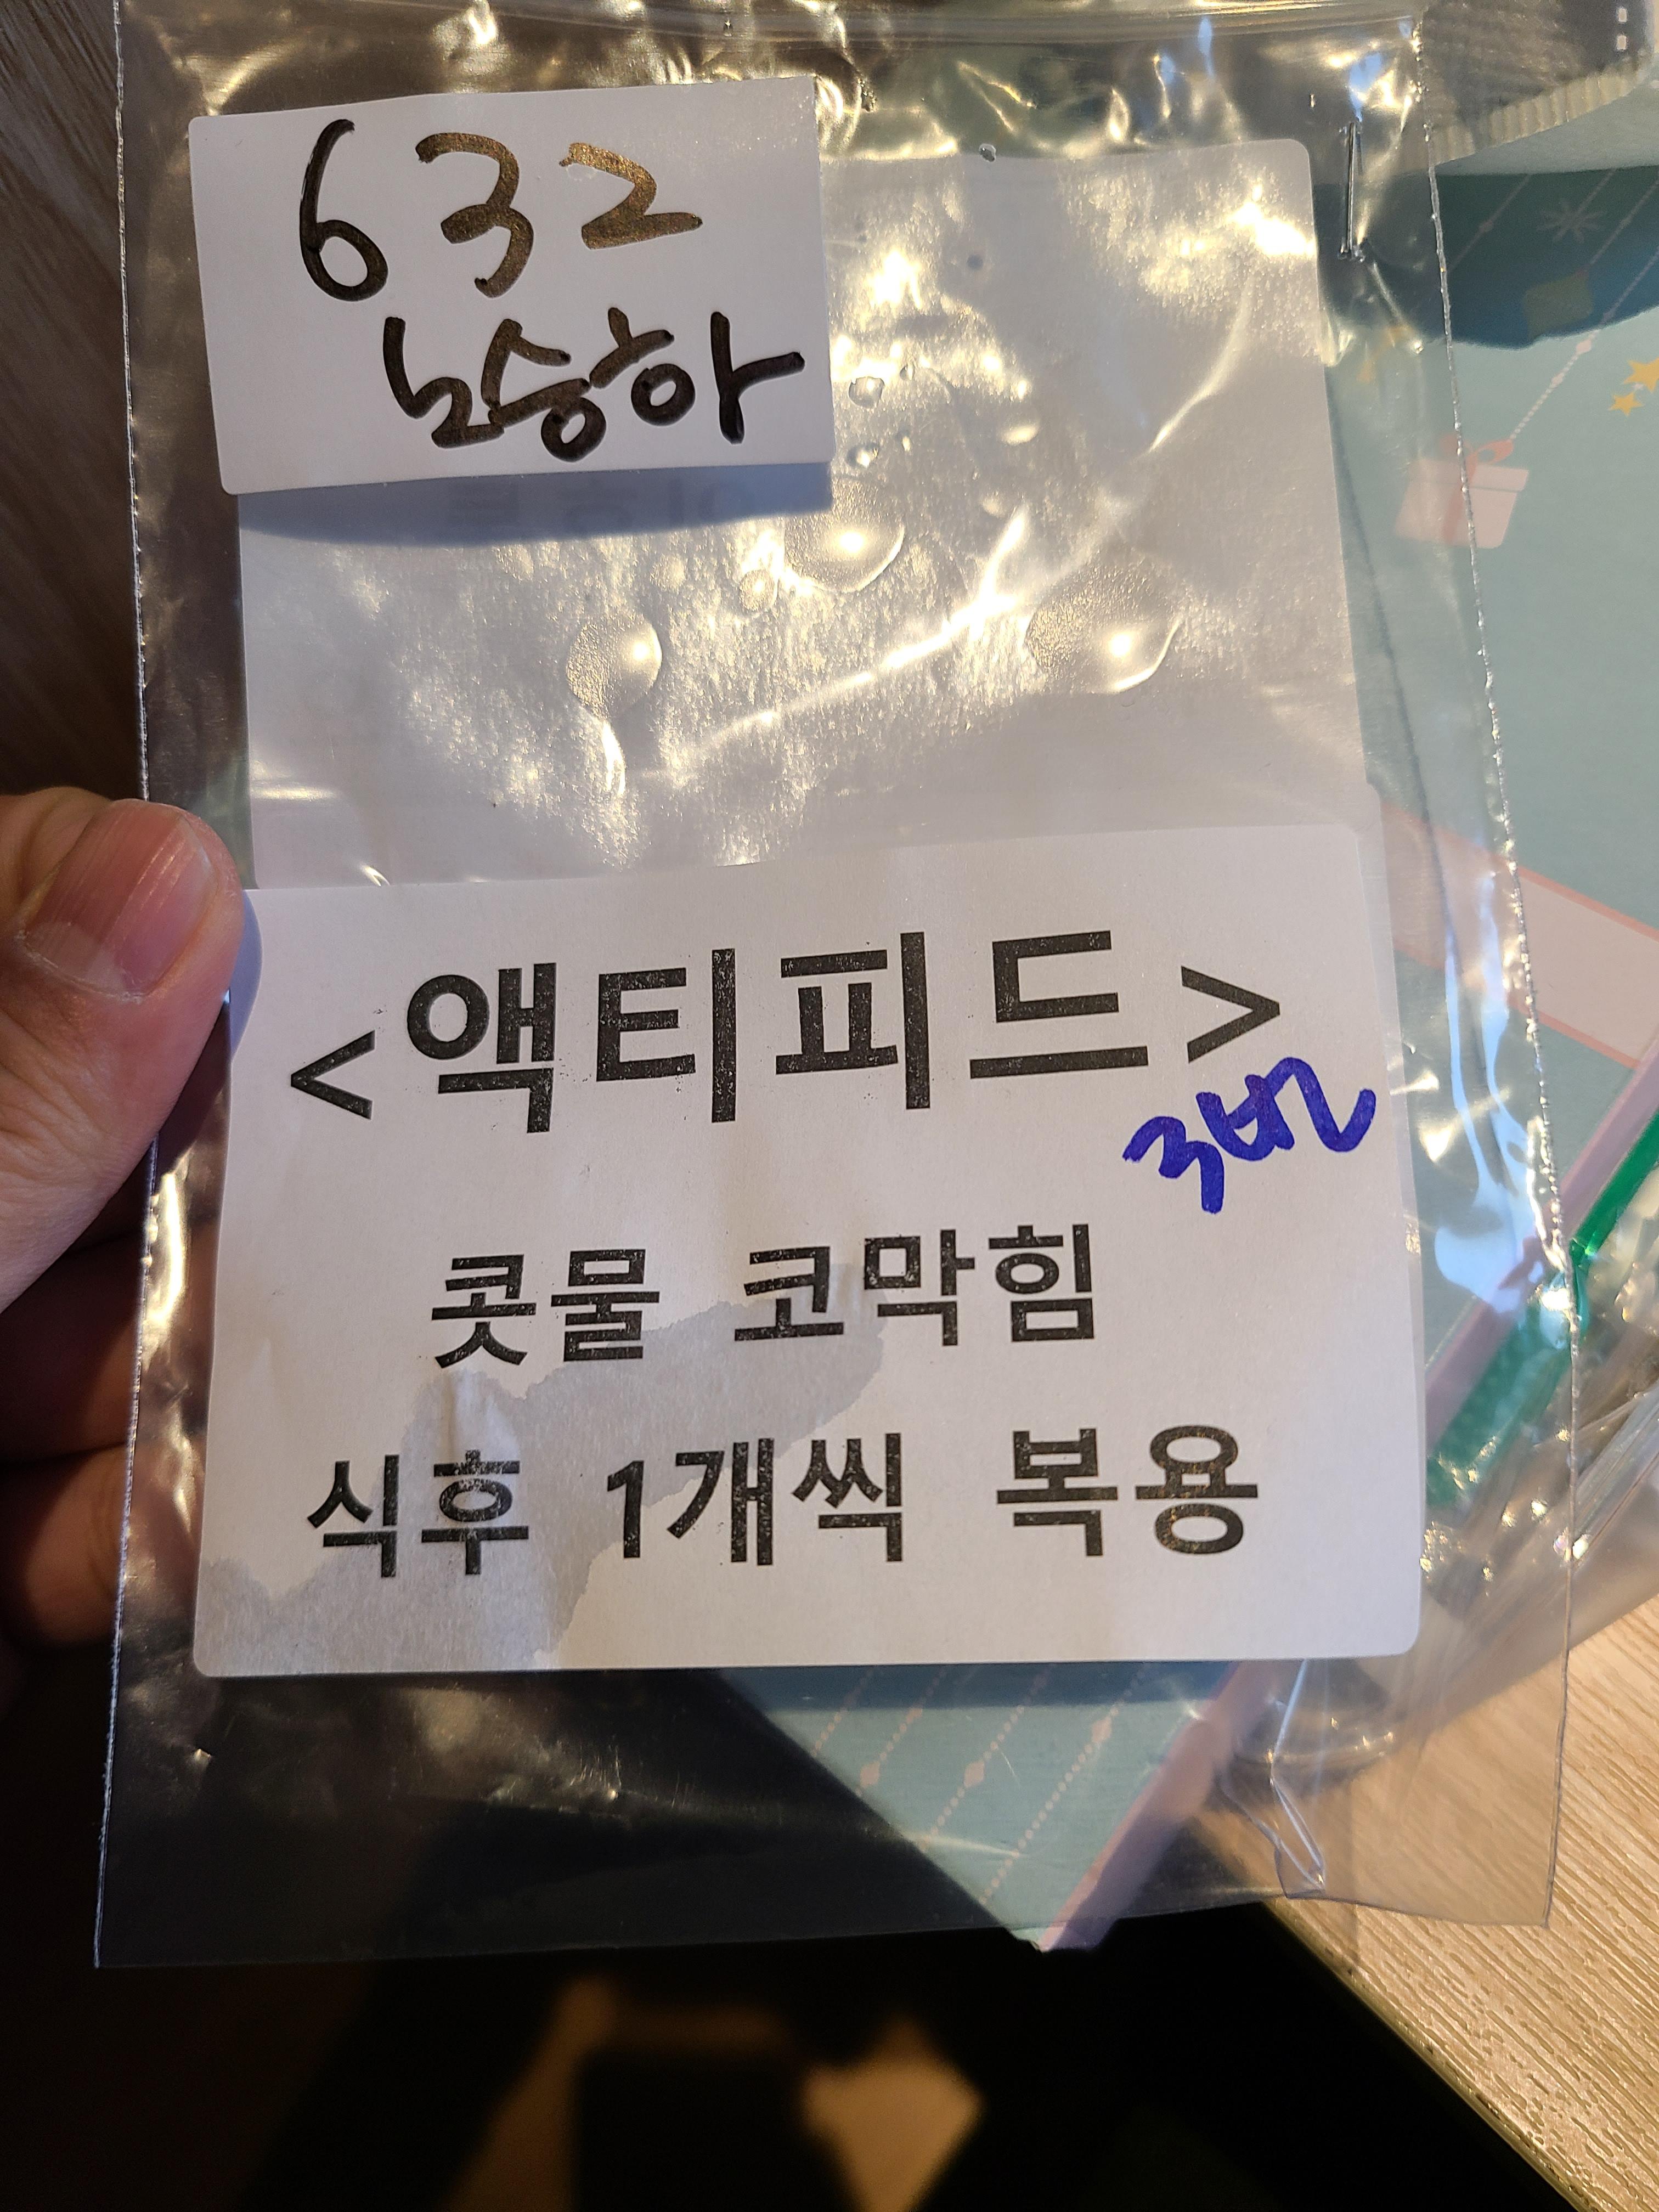 632
노승하
<액티피드>
3번
콧물 코막힘
식후 1개씩 복용